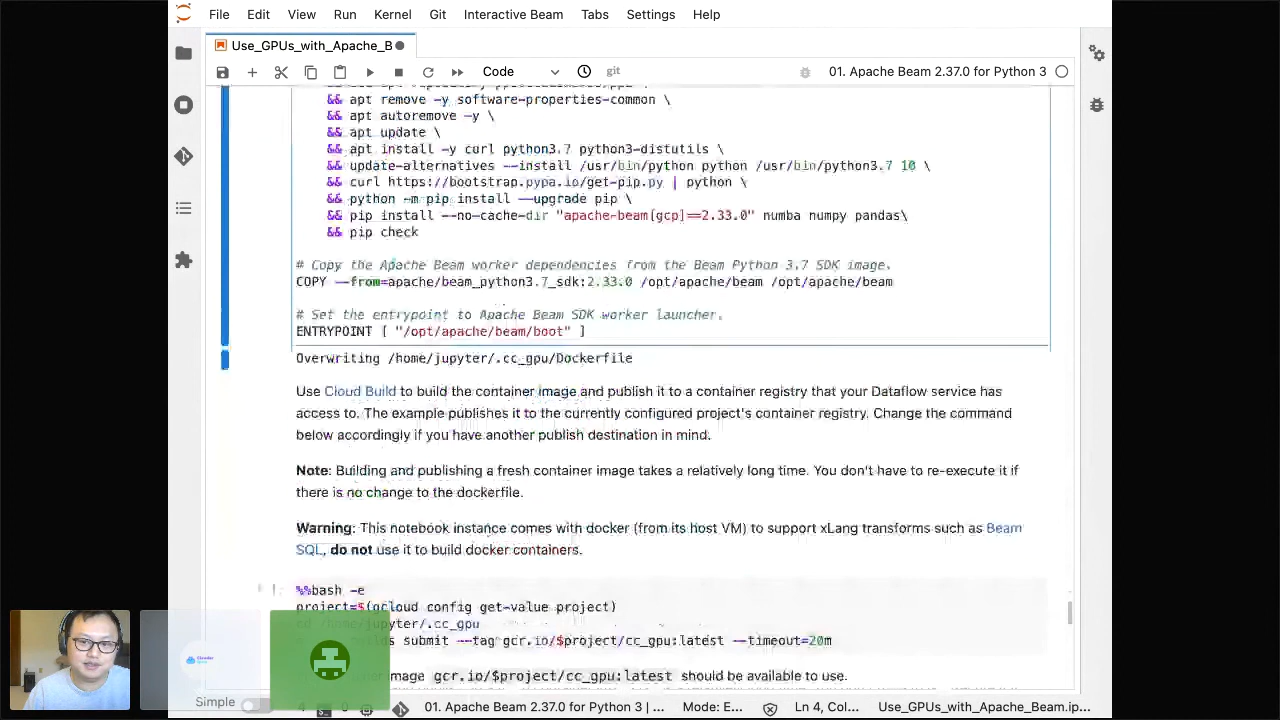 File Edit View Run Kernel Git Interactive Beam Tabs Settings Help
Use_GPUs_with_Apache_B
Code git 01. Apache Beam 2.37.0 for Python 3
&& apt remove -y software-properties-common \
&& apt autoremove -y \
&& apt update \
&& apt install -y curl python3.7 python3-distutils \
&& update-alternatives --install /usr/bin/python python /usr/bin/python3.7 10 \
&& curl https://bootstrap.pypa.io/get-pip.py | python \
&& python -m pip install --upgrade pip \
&& pip install --no-cache-dir "apache-beam[gcp]==2.33.0" numba numpy pandas\
&& pip check
# Copy the Apache Beam worker dependencies from the Beam Python 3.7 SDK image.
COPY --from=apache/beam_python3.7_sdk:2.33.0 /opt/apache/beam /opt/apache/beam
# Set the entrypoint to Apache Beam SDK worker launcher.
ENTRYPOINT [ "/opt/apache/beam/boot" ]
Overwriting /home/jupyter/.cc_gpu/Dockerfile
Use Cloud Build to build the container image and publish it to a container registry that your Dataflow service has
access to. The example publishes it to the currently configured project's container registry. Change the command
below accordingly if you have another publish destination in mind.
Note: Building and publishing a fresh container image takes a relatively long time. You don't have to re-execute it if
there is no change to the dockerfile.
Warning: This notebook instance comes with docker (from its host VM) to support xLang transforms such as Beam
SQL, do not use it to build docker containers.
%%bash -e
project=$(gcloud config get-value project)
/home/jupyter/.cc_gpu
submit --tag gcr.io/$project/cc_gpu:latest --timeout=20m
image gcr.io/$project/cc_gpu:latest should be available to use.
Simple 01. Apache Beam 2.37.0 for Python 3 | ... Mode: E... Ln 4, Col... Use_GPUs_with_Apache_Beam.ip...